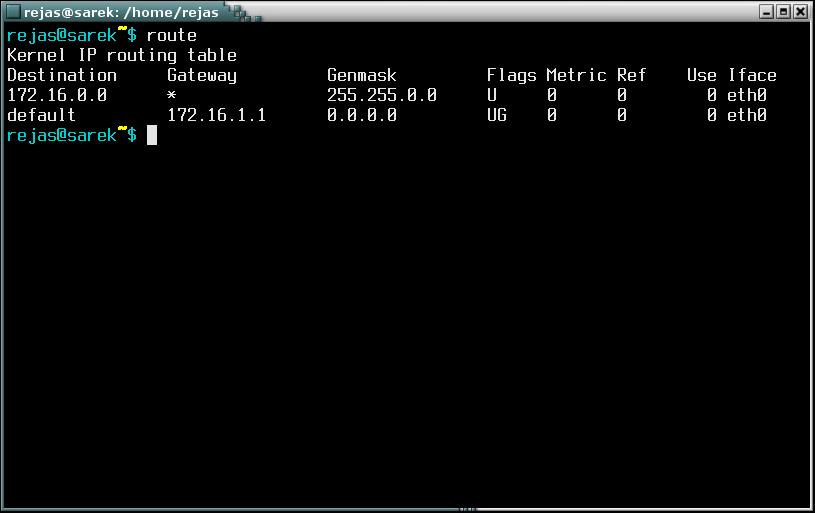 rejas@sarek: /home/rejas
rejas@sarek~$ route
Kernel IP routing table
Destination     Gateway         Genmask         Flags Metric Ref    Use Iface
172.16.0.0      *               255.255.0.0     U     0      0        0 eth0
default         172.16.1.1      0.0.0.0         UG    0      0        0 eth0
rejas@sarek~$